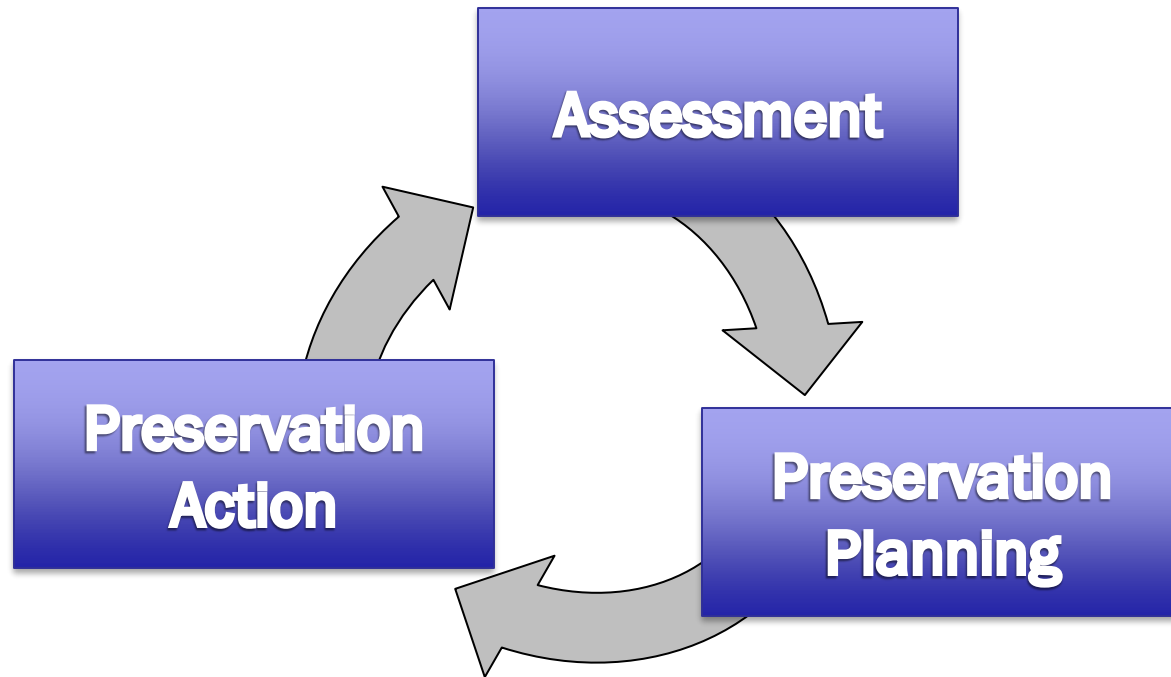 Assessment
Preservation
Action
Preservation
Planning